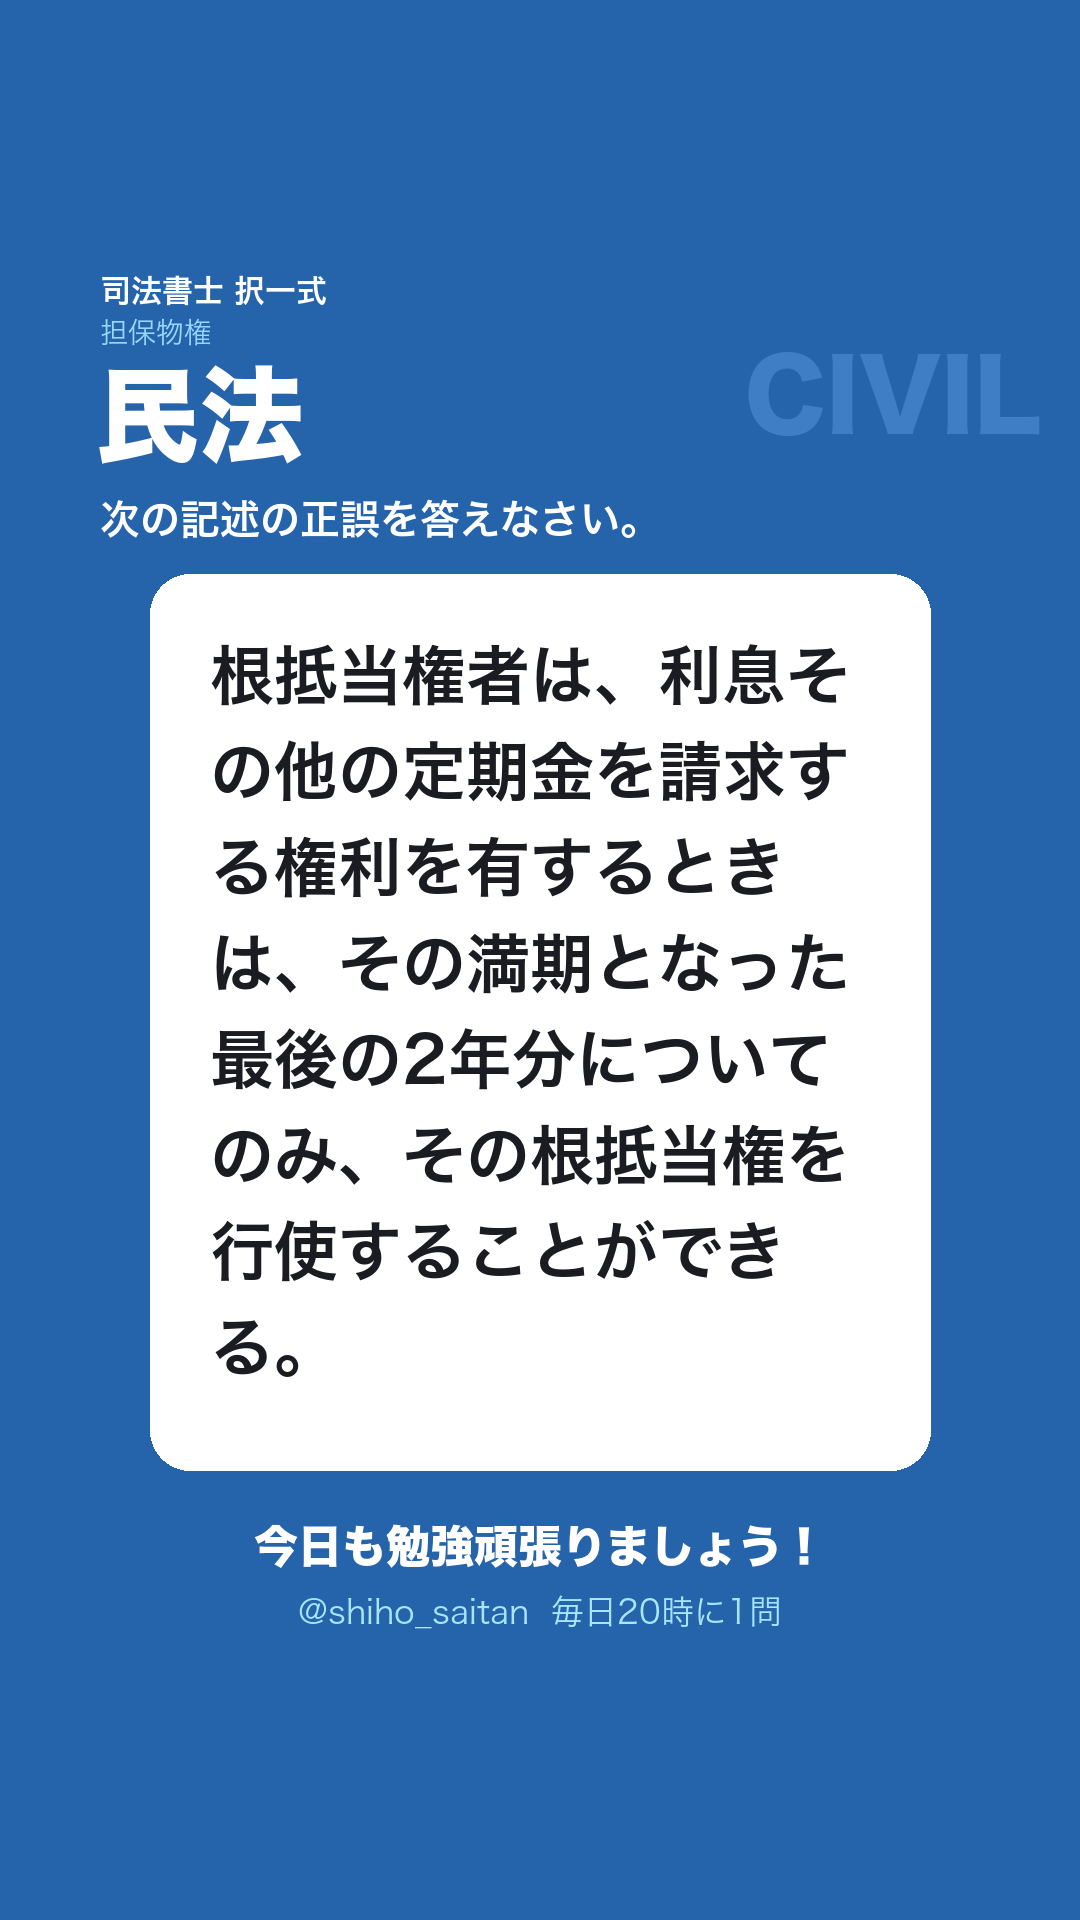 司法書士 択一式
担保物権
民法
CIVIL
次の記述の正誤を答えなさい。
根抵当権者は、利息そ
の他の定期金を請求す
る権利を有するとき
は、その満期となった
最後の2年分について
のみ、その根抵当権を
行使することができ
る。
今日も勉強頑張りましょう！
@shiho_saitan 毎日20時に1問